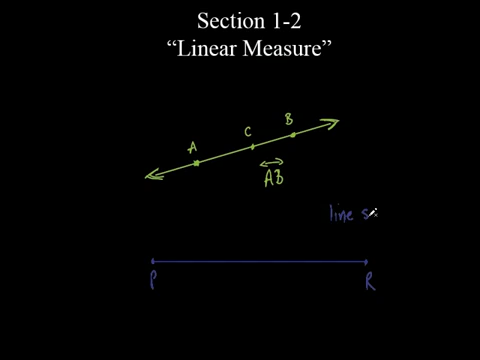 Section 1-2
“Linear Measure”
A
C
B
AB
line s
P
R